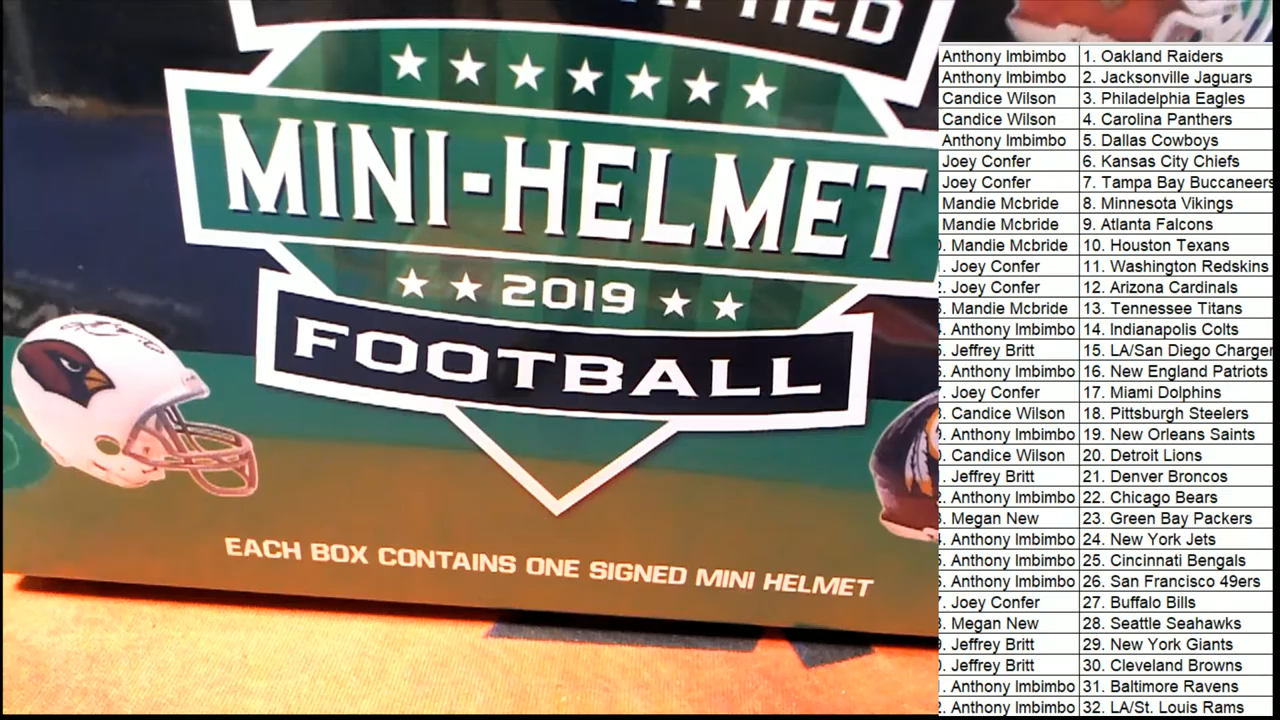 MINI-HELMET
2019
FOOTBALL
EACH BOX CONTAINS ONE SIGNED MINI HELMET
Anthony Imbimbo 1. Oakland Raiders
Anthony Imbimbo 2. Jacksonville Jaguars
Candice Wilson 3. Philadelphia Eagles
Candice Wilson 4. Carolina Panthers
Anthony Imbimbo 5. Dallas Cowboys
Joey Confer 6. Kansas City Chiefs
Joey Confer 7. Tampa Bay Buccaneers
Mandie Mcbride 8. Minnesota Vikings
Mandie Mcbride 9. Atlanta Falcons
Mandie Mcbride 10. Houston Texans
Joey Confer 11. Washington Redskins
Joey Confer 12. Arizona Cardinals
Mandie Mcbride 13. Tennessee Titans
Anthony Imbimbo 14. Indianapolis Colts
Jeffrey Britt 15. LA/San Diego Charger
Anthony Imbimbo 16. New England Patriots
Joey Confer 17. Miami Dolphins
Candice Wilson 18. Pittsburgh Steelers
Anthony Imbimbo 19. New Orleans Saints
Candice Wilson 20. Detroit Lions
Jeffrey Britt 21. Denver Broncos
Anthony Imbimbo 22. Chicago Bears
Megan New 23. Green Bay Packers
Anthony Imbimbo 24. New York Jets
Anthony Imbimbo 25. Cincinnati Bengals
Anthony Imbimbo 26. San Francisco 49ers
Joey Confer 27. Buffalo Bills
Megan New 28. Seattle Seahawks
Jeffrey Britt 29. New York Giants
Jeffrey Britt 30. Cleveland Browns
Anthony Imbimbo 31. Baltimore Ravens
Anthony Imbimbo 32. LA/St. Louis Rams